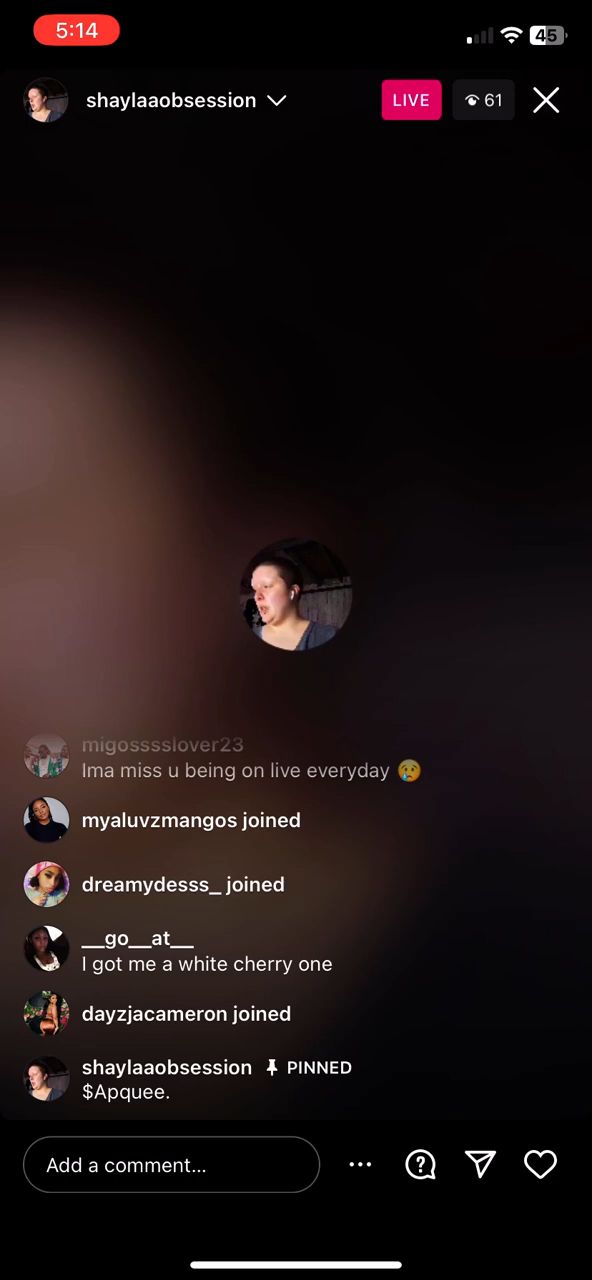 5:14
45
shaylaaobsession
LIVE
61
migosssslover23
Ima miss u being on live everyday 😢
myaluvzmangos joined
dreamydesss_ joined
__go__at__
I got me a white cherry one
dayzjacameron joined
shaylaaobsession PINNED
$Apquee.
Add a comment...